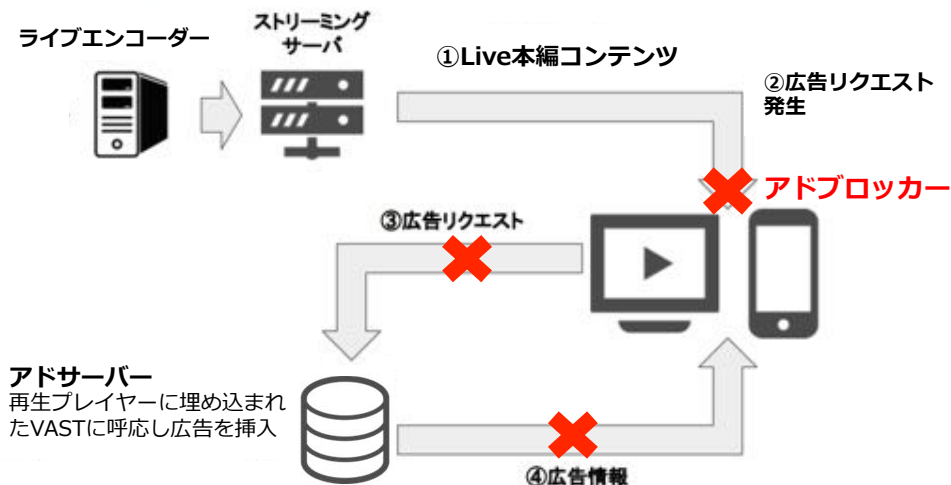 ライブエンコーダー
ストリーミング
サーバ
①Live本編コンテンツ
②広告リクエスト
発生
アドブロッカー
③広告リクエスト
アドサーバー
再生プレイヤーに埋め込まれ
たVASTに呼応し広告を挿入
④広告情報